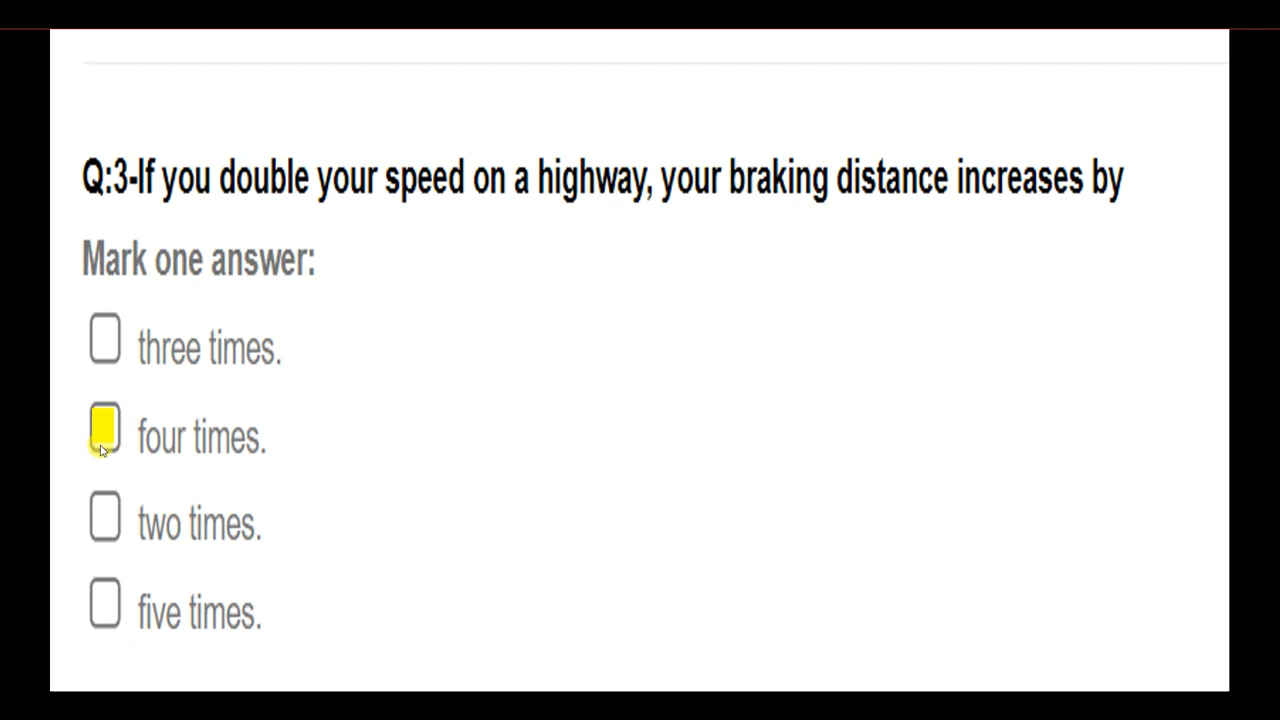 Q:3-If you double your speed on a highway, your braking distance increases by
Mark one answer:
three times.
four times.
two times.
five times.